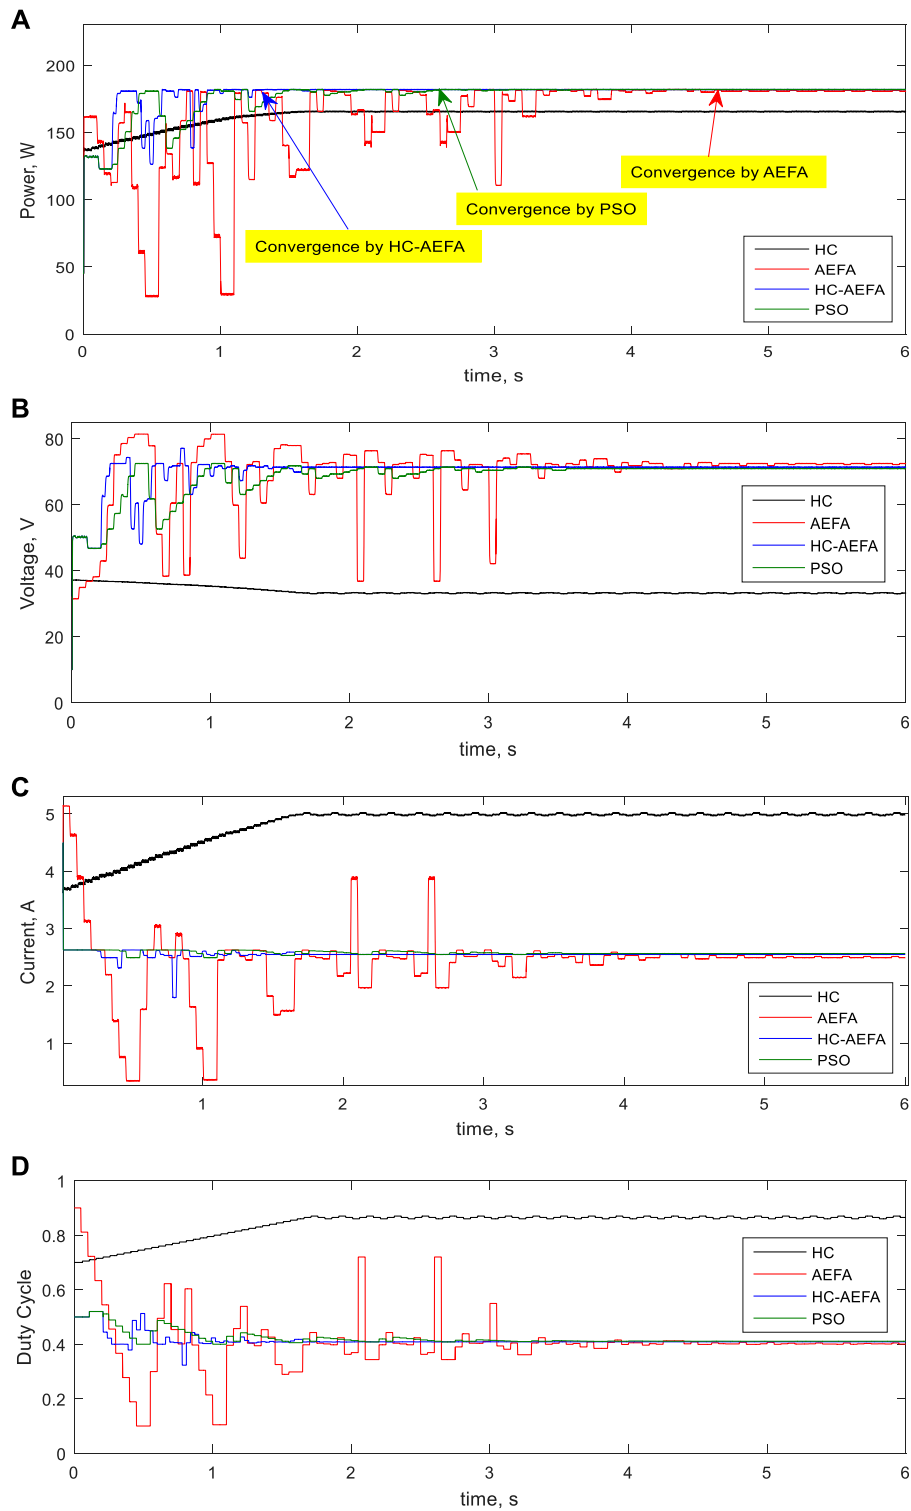 A
Power, W
200
150
100
50
0
Convergence by AEFA
Convergence by PSO
Convergence by HC-AEFA
HC
AEFA
HC-AEFA
PSO
0 1 2 3 4 5 6
time, s
B
Voltage, V
80
60
40
20
0
HC
AEFA
HC-AEFA
PSO
0 1 2 3 4 5 6
time, s
C
Current, A
5
4
3
2
1
HC
AEFA
HC-AEFA
PSO
1 2 3 4 5 6
time, s
D
Duty Cycle
1
0.8
0.6
0.4
0.2
0
HC
AEFA
HC-AEFA
PSO
0 1 2 3 4 5 6
time, s